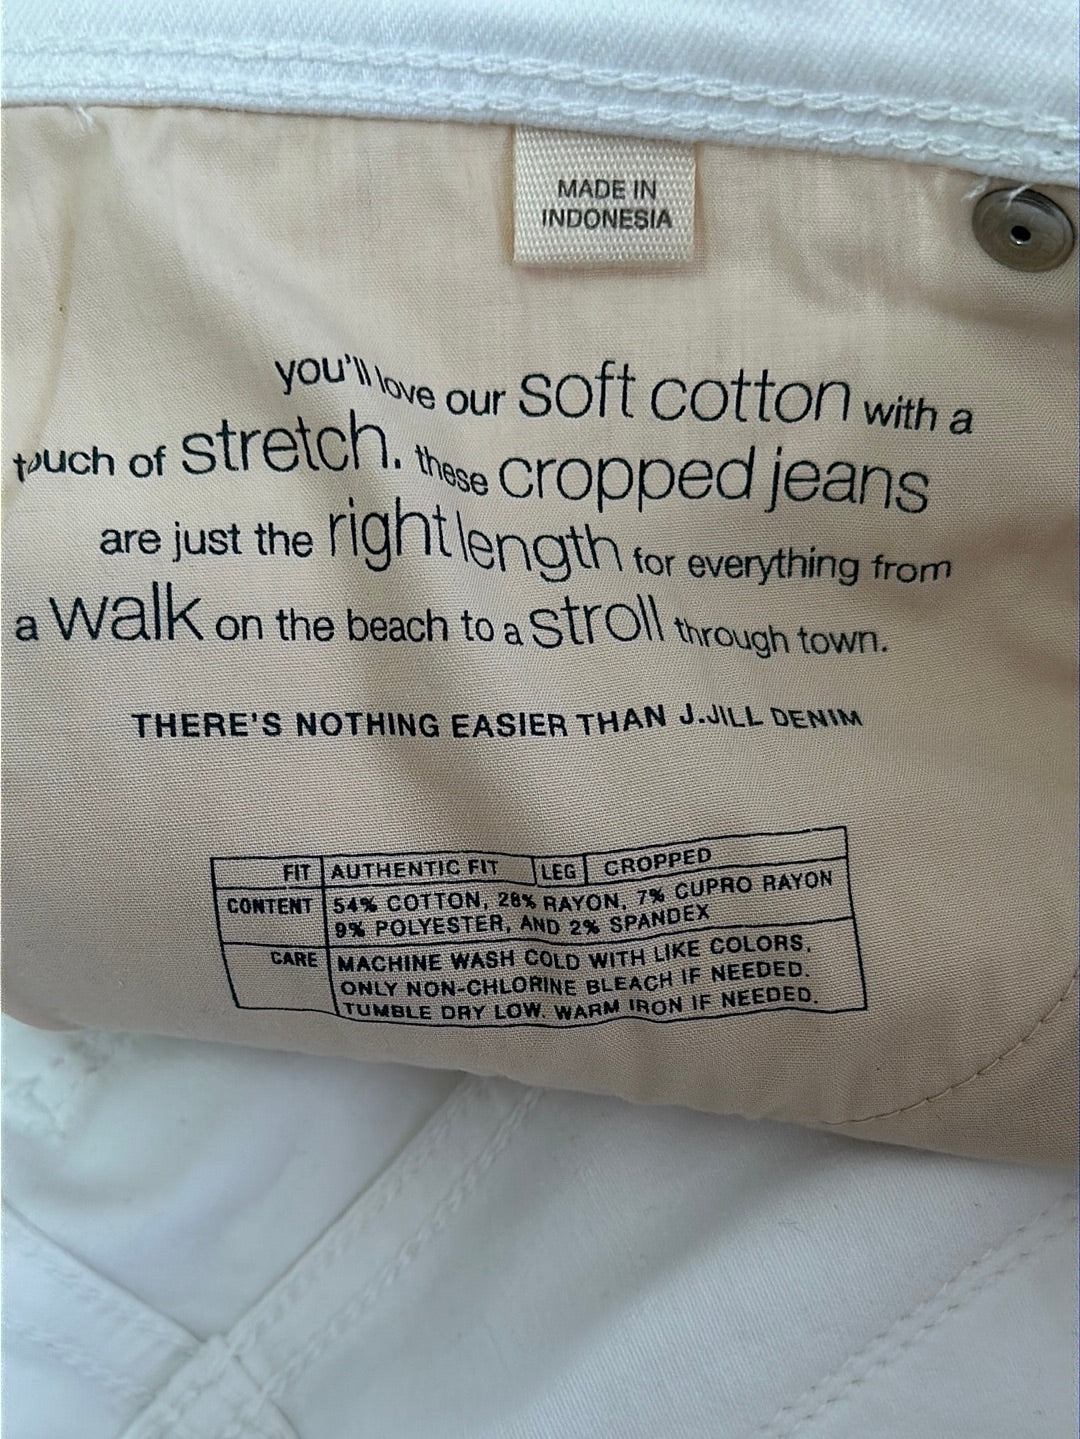 MADE IN
INDONESIA
you'll love our soft cotton with a
touch of stretch. these cropped jeans
are just the right length for everything from
a walk on the beach to a stroll through town.
THERE'S NOTHING EASIER THAN J.JILL DENIM
FIT AUTHENTIC FIT LEG CROPPED
CONTENT 54% COTTON, 28% RAYON, 7% CUPRO RAYON
9% POLYESTER, AND 2% SPANDEX
CARE MACHINE WASH COLD WITH LIKE COLORS.
ONLY NON-CHLORINE BLEACH IF NEEDED.
TUMBLE DRY LOW. WARM IRON IF NEEDED.